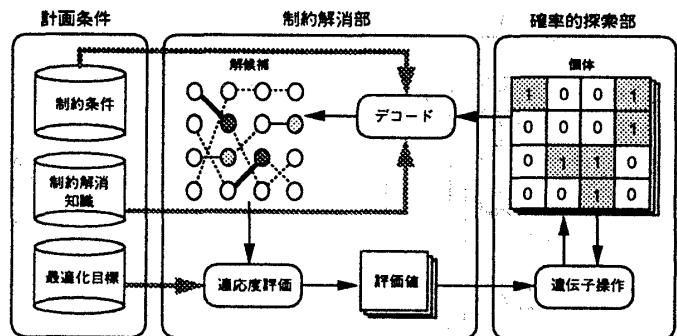 計画条件
制約解消部
確率的探索部
制約条件
制約解消
知識
最適化目標
解候補
デコード
適応度評価
評価値
個体
1 0 0 1
0 0 0 1
0 1 1 0
0 0 1 0
遺伝子操作